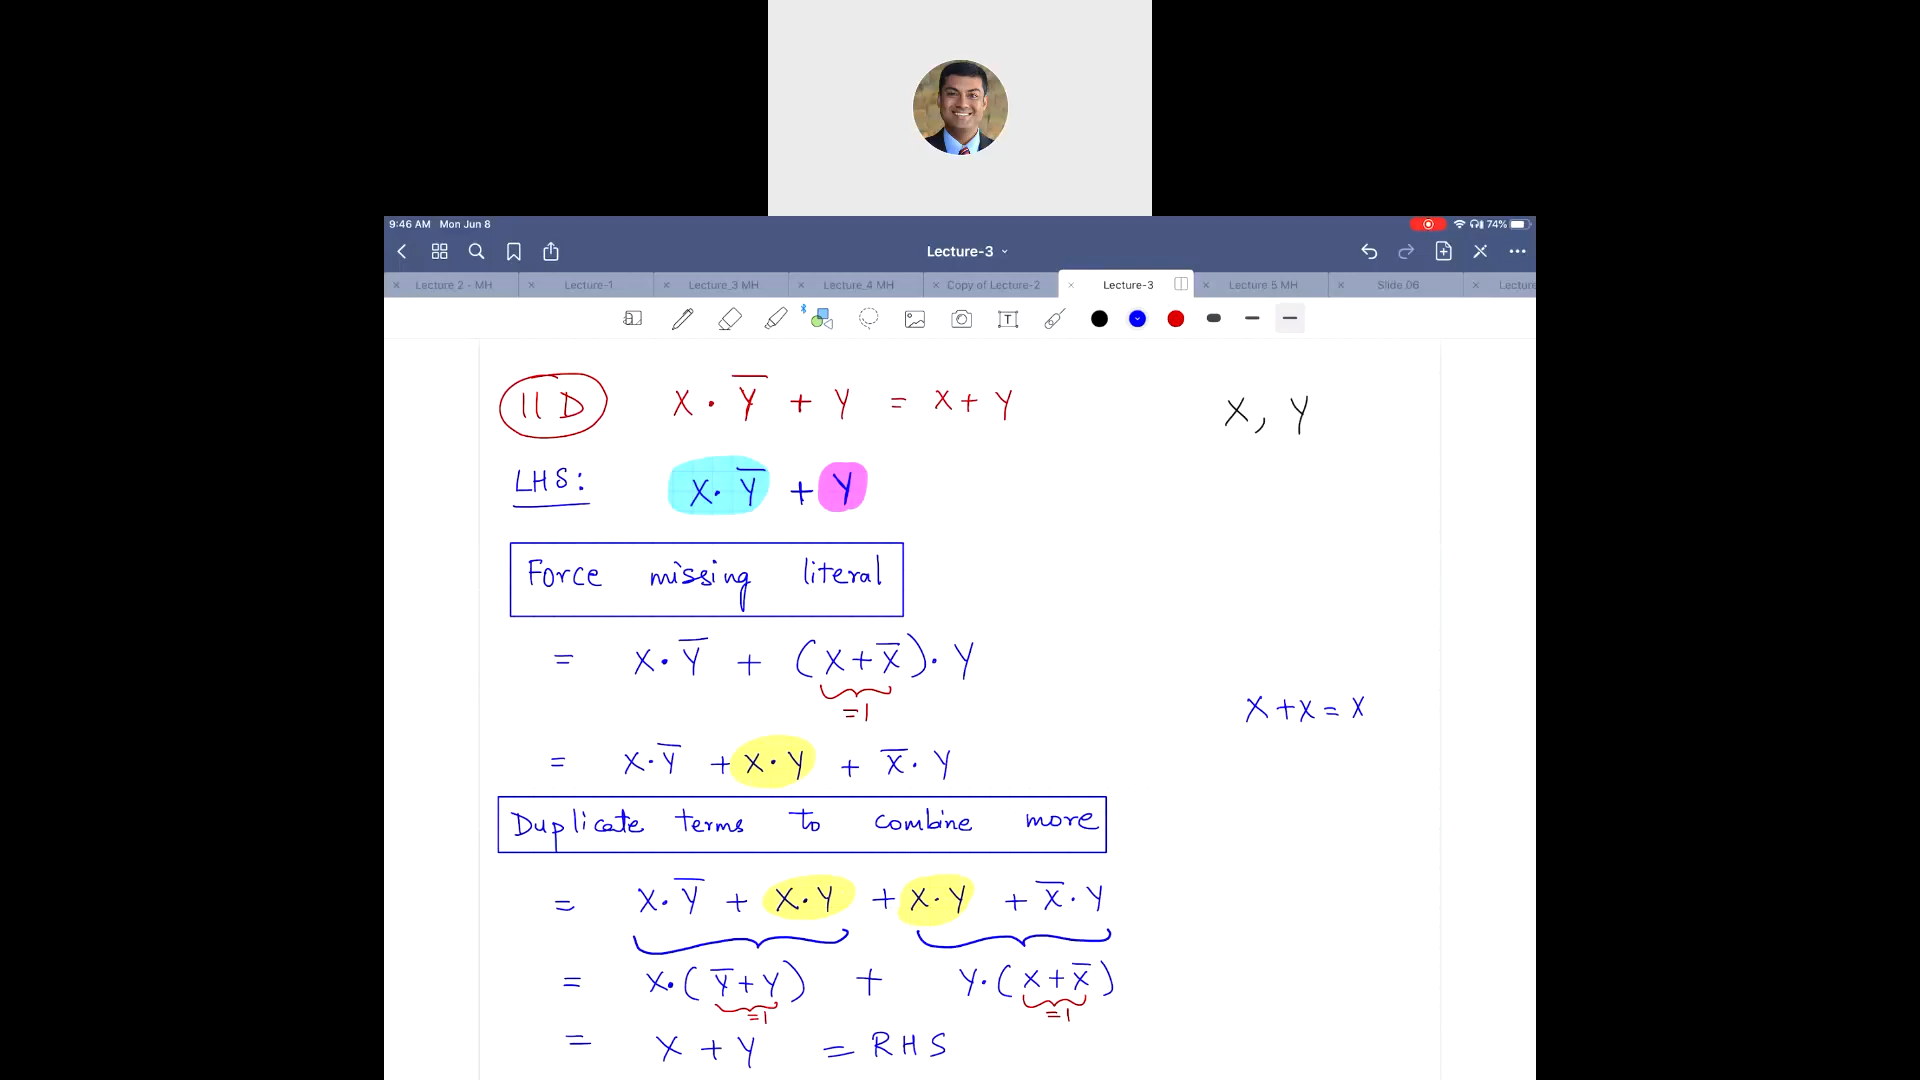 9:46 AM Mon Jun 8
74%
Lecture-3
Lecture 2 - MH
Lecture-1
Lecture_3 MH
Lecture_4 MH
Copy of Lecture-2
Lecture-3
Lecture 5 MH
Slide 06
Lecture
T
11 D X · Y̅ + Y = X + Y
X, Y
LHS: X · Y̅ + Y
Force missing literal
= X · Y̅ + (X + X̅) · Y
=1
X + X = X
= X · Y̅ + X · Y + X̅ · Y
Duplicate terms to combine more
= X · Y̅ + X · Y + X · Y + X̅ · Y
= X · (Y̅ + Y) + Y · (X + X̅)
=1 =1
= X + Y = RHS